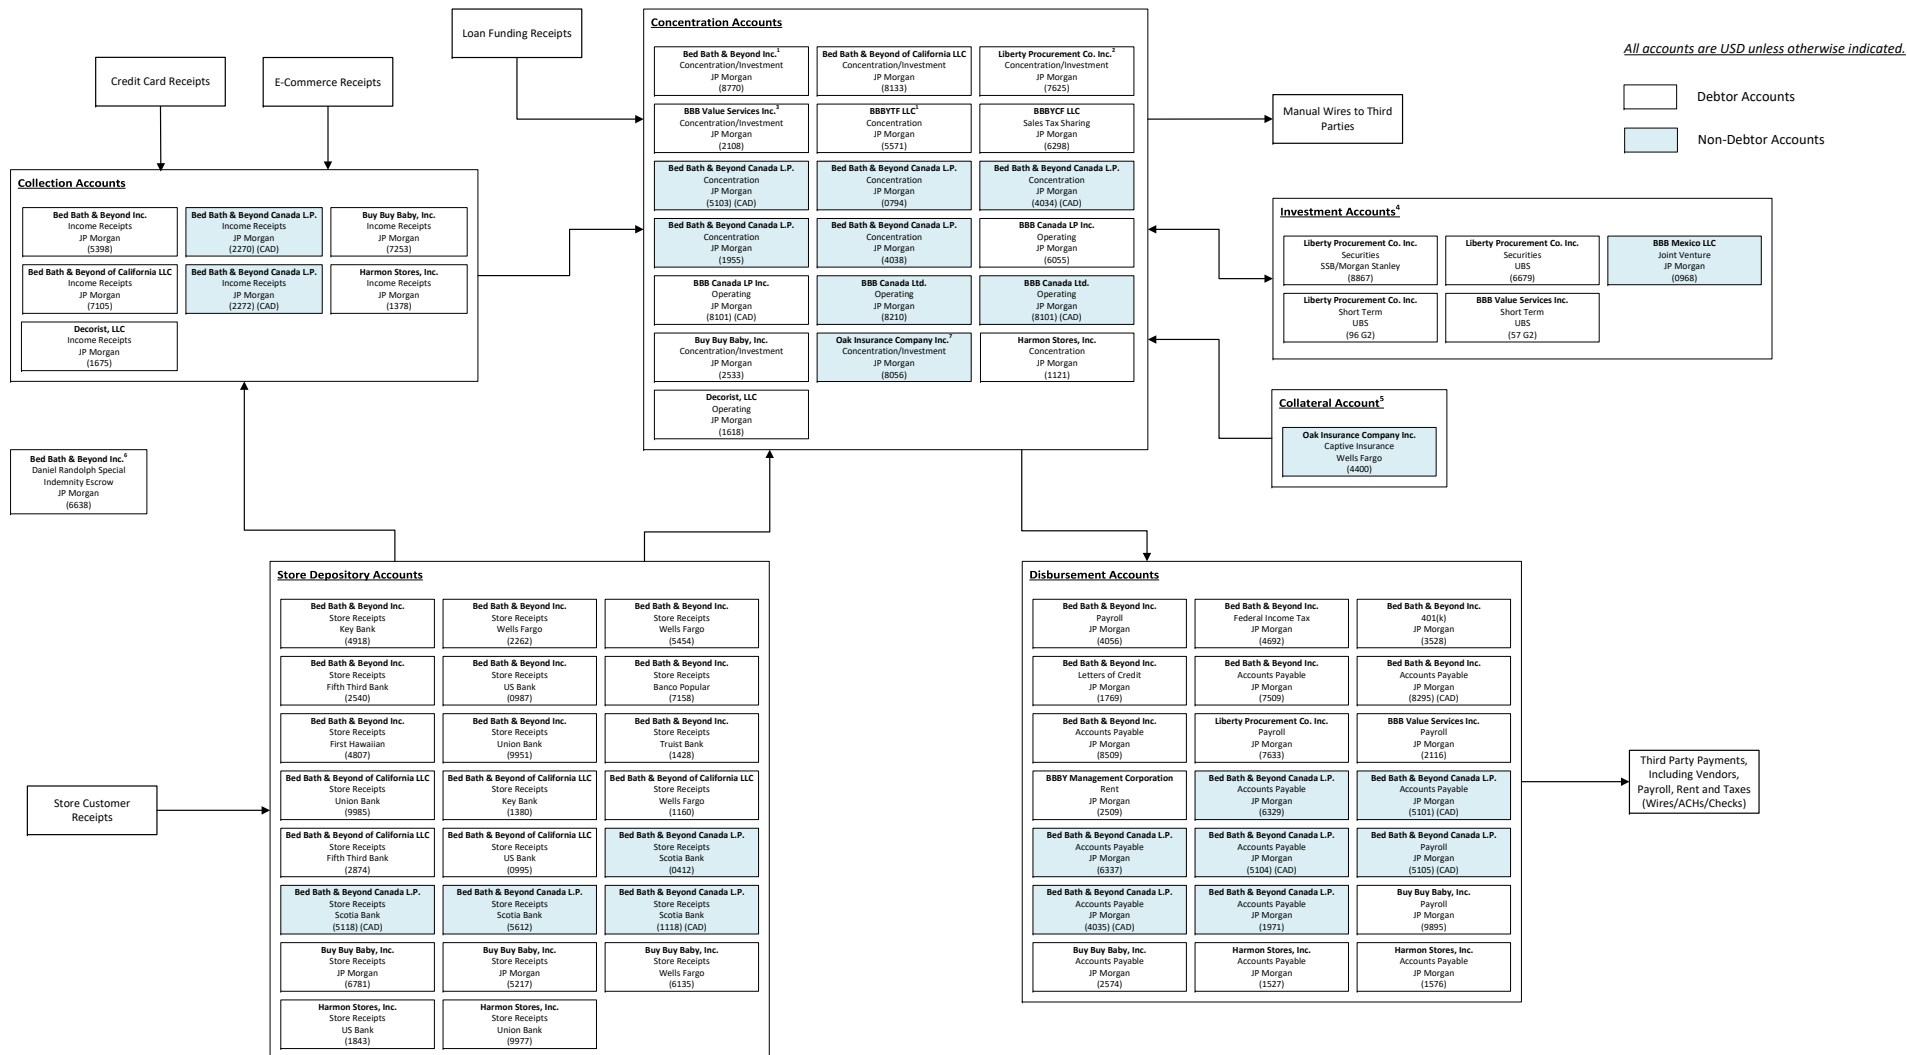 Loan Funding Receipts
Credit Card Receipts
E-Commerce Receipts
All accounts are USD unless otherwise indicated.
Debtor Accounts
Non-Debtor Accounts
Collection Accounts
Bed Bath & Beyond Inc.
Income Receipts
JP Morgan
(5398)
Bed Bath & Beyond Canada L.P.
Income Receipts
JP Morgan
(2270) (CAD)
Buy Buy Baby, Inc.
Income Receipts
JP Morgan
(7253)
Bed Bath & Beyond of California LLC
Income Receipts
JP Morgan
(7105)
Bed Bath & Beyond Canada L.P.
Income Receipts
JP Morgan
(2272) (CAD)
Harmon Stores, Inc.
Income Receipts
JP Morgan
(1378)
Decorist, LLC
Income Receipts
JP Morgan
(1675)
Concentration Accounts
Bed Bath & Beyond Inc.1
Concentration/Investment
JP Morgan
(8770)
Bed Bath & Beyond of California LLC
Concentration/Investment
JP Morgan
(8133)
Liberty Procurement Co. Inc.2
Concentration/Investment
JP Morgan
(7625)
BBB Value Services Inc.3
Concentration/Investment
JP Morgan
(2108)
BBBYTF LLC1
Concentration
JP Morgan
(5571)
BBBYCF LLC
Sales Tax Sharing
JP Morgan
(6298)
Bed Bath & Beyond Canada L.P.
Concentration
JP Morgan
(5103) (CAD)
Bed Bath & Beyond Canada L.P.
Concentration
JP Morgan
(0794)
Bed Bath & Beyond Canada L.P.
Concentration
JP Morgan
(4034) (CAD)
Bed Bath & Beyond Canada L.P.
Concentration
JP Morgan
(1955)
Bed Bath & Beyond Canada L.P.
Concentration
JP Morgan
(4038)
BBB Canada LP Inc.
Operating
JP Morgan
(6055)
BBB Canada LP Inc.
Operating
JP Morgan
(8101) (CAD)
BBB Canada Ltd.
Operating
JP Morgan
(8210)
BBB Canada Ltd.
Operating
JP Morgan
(8101) (CAD)
Buy Buy Baby, Inc.
Concentration/Investment
JP Morgan
(2533)
Oak Insurance Company Inc.7
Concentration/Investment
JP Morgan
(8056)
Harmon Stores, Inc.
Concentration
JP Morgan
(1121)
Decorist, LLC
Operating
JP Morgan
(1618)
Manual Wires to Third
Parties
Investment Accounts4
Liberty Procurement Co. Inc.
Securities
SSB/Morgan Stanley
(8867)
Liberty Procurement Co. Inc.
Securities
UBS
(6679)
BBB Mexico LLC
Joint Venture
JP Morgan
(0968)
Liberty Procurement Co. Inc.
Short Term
UBS
(96 G2)
BBB Value Services Inc.
Short Term
UBS
(57 G2)
Collateral Account5
Oak Insurance Company Inc.
Captive Insurance
Wells Fargo
(4400)
Bed Bath & Beyond Inc.6
Daniel Randolph Special
Indemnity Escrow
JP Morgan
(6638)
Store Customer
Receipts
Store Depository Accounts
Bed Bath & Beyond Inc.
Store Receipts
Key Bank
(4918)
Bed Bath & Beyond Inc.
Store Receipts
Wells Fargo
(2262)
Bed Bath & Beyond Inc.
Store Receipts
Wells Fargo
(5454)
Bed Bath & Beyond Inc.
Store Receipts
Fifth Third Bank
(2540)
Bed Bath & Beyond Inc.
Store Receipts
US Bank
(0987)
Bed Bath & Beyond Inc.
Store Receipts
Banco Popular
(7158)
Bed Bath & Beyond Inc.
Store Receipts
First Hawaiian
(4807)
Bed Bath & Beyond Inc.
Store Receipts
Union Bank
(9951)
Bed Bath & Beyond Inc.
Store Receipts
Truist Bank
(1428)
Bed Bath & Beyond of California LLC
Store Receipts
Union Bank
(9985)
Bed Bath & Beyond of California LLC
Store Receipts
Key Bank
(1380)
Bed Bath & Beyond of California LLC
Store Receipts
Wells Fargo
(1160)
Bed Bath & Beyond of California LLC
Store Receipts
Fifth Third Bank
(2874)
Bed Bath & Beyond of California LLC
Store Receipts
US Bank
(0995)
Bed Bath & Beyond Canada L.P.
Store Receipts
Scotia Bank
(0412)
Bed Bath & Beyond Canada L.P.
Store Receipts
Scotia Bank
(5118) (CAD)
Bed Bath & Beyond Canada L.P.
Store Receipts
Scotia Bank
(5612)
Bed Bath & Beyond Canada L.P.
Store Receipts
Scotia Bank
(1118) (CAD)
Buy Buy Baby, Inc.
Store Receipts
JP Morgan
(6781)
Buy Buy Baby, Inc.
Store Receipts
JP Morgan
(5217)
Buy Buy Baby, Inc.
Store Receipts
Wells Fargo
(6135)
Harmon Stores, Inc.
Store Receipts
US Bank
(1843)
Harmon Stores, Inc.
Store Receipts
Union Bank
(9977)
Disbursement Accounts
Bed Bath & Beyond Inc.
Payroll
JP Morgan
(4056)
Bed Bath & Beyond Inc.
Federal Income Tax
JP Morgan
(4692)
Bed Bath & Beyond Inc.
401(k)
JP Morgan
(3528)
Bed Bath & Beyond Inc.
Letters of Credit
JP Morgan
(1769)
Bed Bath & Beyond Inc.
Accounts Payable
JP Morgan
(7509)
Bed Bath & Beyond Inc.
Accounts Payable
JP Morgan
(8295) (CAD)
Bed Bath & Beyond Inc.
Accounts Payable
JP Morgan
(8509)
Liberty Procurement Co. Inc.
Payroll
JP Morgan
(7633)
BBB Value Services Inc.
Payroll
JP Morgan
(2116)
BBBY Management Corporation
Rent
JP Morgan
(2509)
Bed Bath & Beyond Canada L.P.
Accounts Payable
JP Morgan
(6329)
Bed Bath & Beyond Canada L.P.
Accounts Payable
JP Morgan
(5101) (CAD)
Bed Bath & Beyond Canada L.P.
Accounts Payable
JP Morgan
(6337)
Bed Bath & Beyond Canada L.P.
Accounts Payable
JP Morgan
(5104) (CAD)
Bed Bath & Beyond Canada L.P.
Payroll
JP Morgan
(5105) (CAD)
Bed Bath & Beyond Canada L.P.
Accounts Payable
JP Morgan
(4035) (CAD)
Bed Bath & Beyond Canada L.P.
Accounts Payable
JP Morgan
(1971)
Buy Buy Baby, Inc.
Payroll
JP Morgan
(9895)
Buy Buy Baby, Inc.
Accounts Payable
JP Morgan
(2574)
Harmon Stores, Inc.
Accounts Payable
JP Morgan
(1527)
Harmon Stores, Inc.
Accounts Payable
JP Morgan
(1576)
Third Party Payments,
Including Vendors,
Payroll, Rent and Taxes
(Wires/ACHs/Checks)